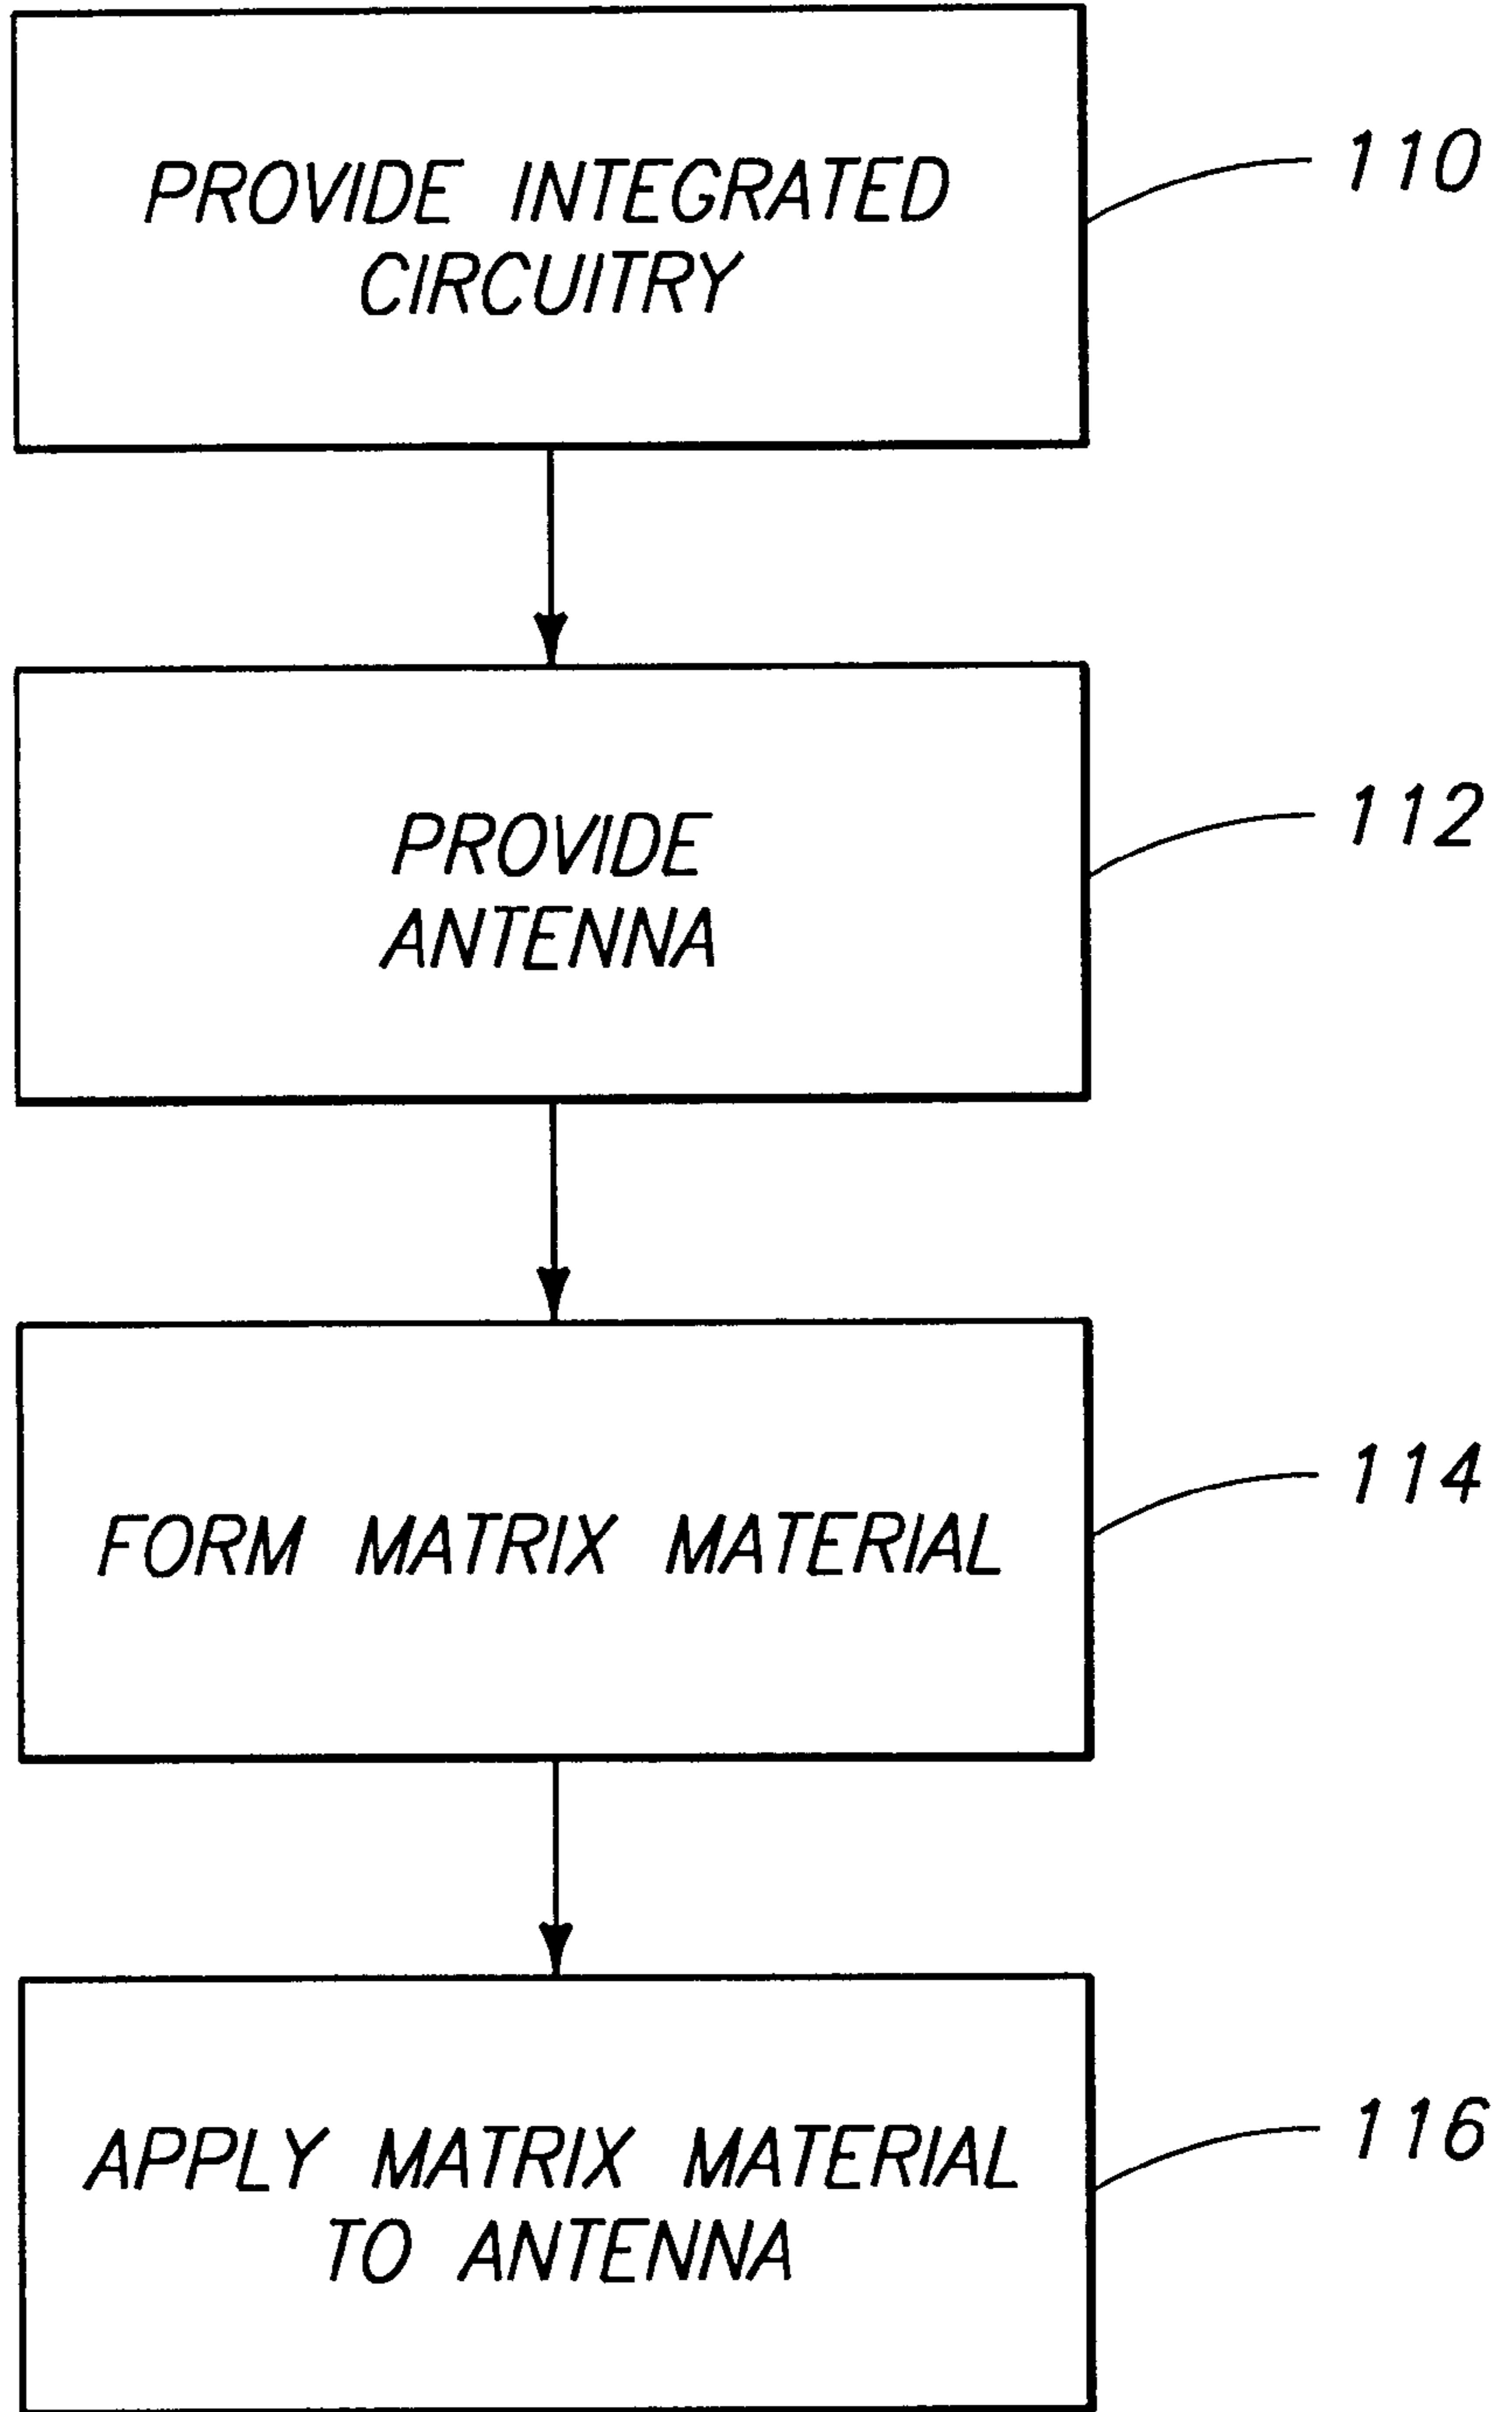 PROVIDE INTEGRATED
CIRCUITRY
110
PROVIDE
ANTENNA
112
FORM MATRIX MATERIAL
114
APPLY MATRIX MATERIAL
TO ANTENNA
116